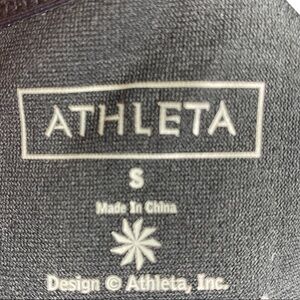 ATHLETA
S
Made In China
Design © Athleta, Inc.